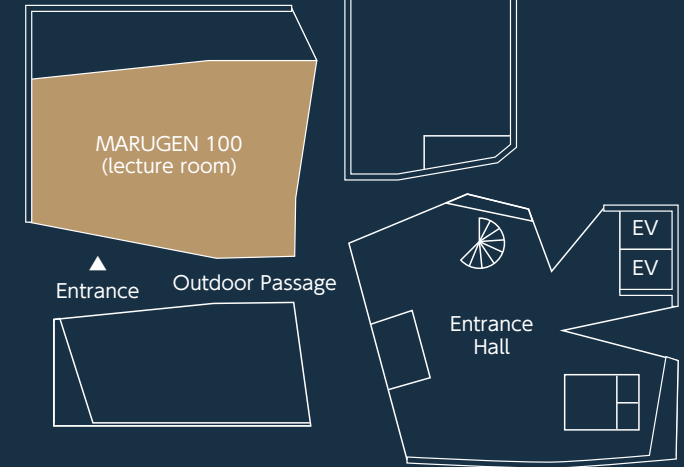 MARUGEN 100
(lecture room)
Entrance
Outdoor Passage
Entrance
Hall
EV
EV